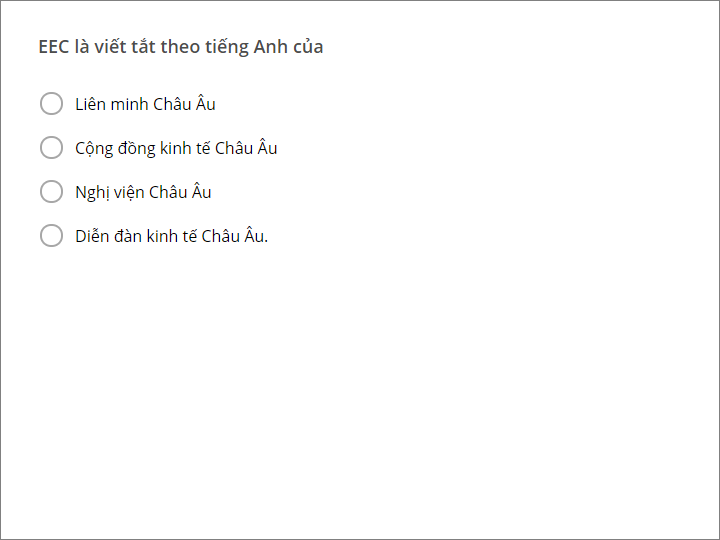 EEC là viết tắt theo tiếng Anh của
Liên minh Châu Âu
Cộng đồng kinh tế Châu Âu
Nghị viện Châu Âu
Diễn đàn kinh tế Châu Âu.